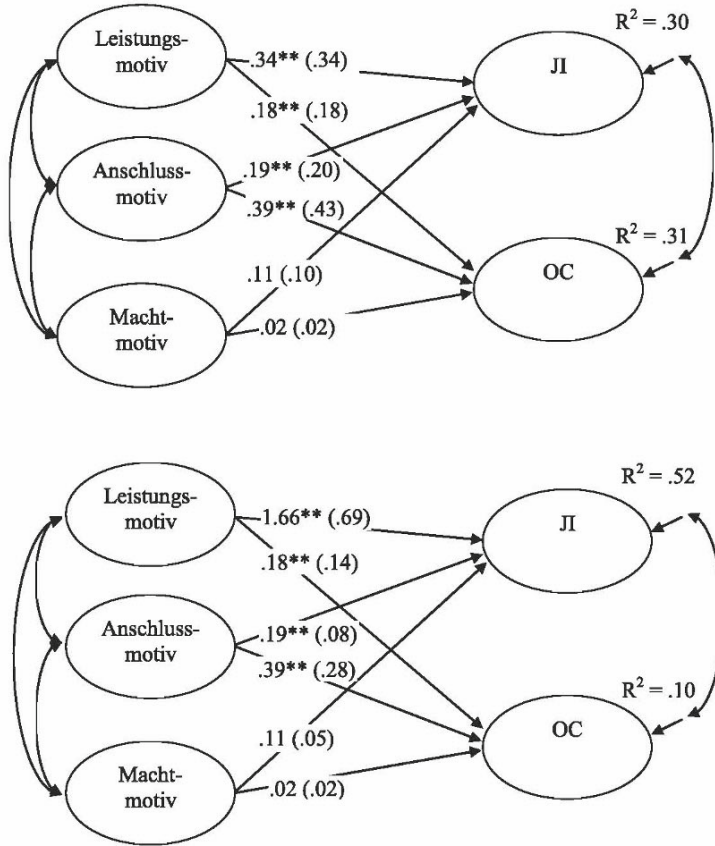 Leistungs-
motiv
.34** (.34)
.18** (.18)
JI
R² = .30
Anschluss-
motiv
.19** (.20)
.39** (.43)
Macht-
motiv
.11 (.10)
.02 (.02)
OC
R² = .31
Leistungs-
motiv
1.66** (.69)
.18** (.14)
JI
R² = .52
Anschluss-
motiv
.19** (.08)
.39** (.28)
Macht-
motiv
.11 (.05)
.02 (.02)
OC
R² = .10